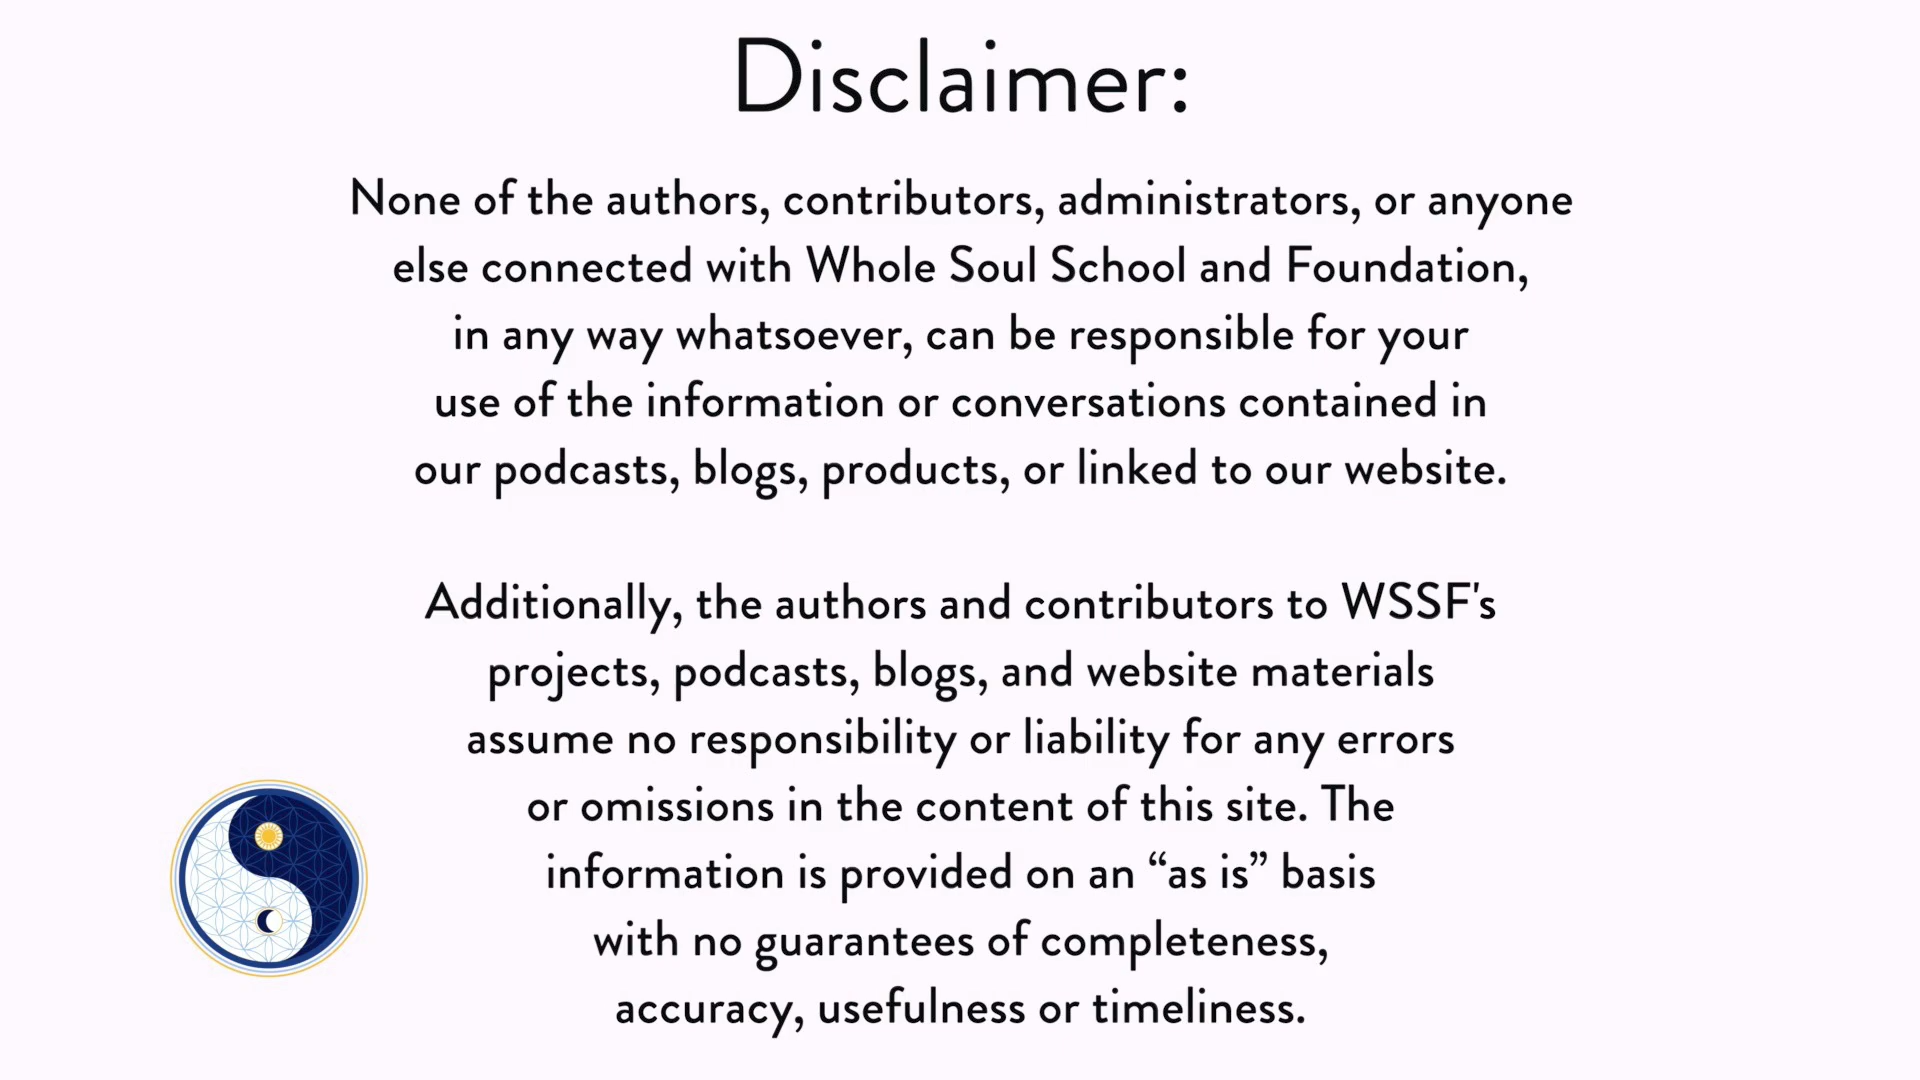 Disclaimer:
None of the authors, contributors, administrators, or anyone
else connected with Whole Soul School and Foundation,
in any way whatsoever, can be responsible for your
use of the information or conversations contained in
our podcasts, blogs, products, or linked to our website.
Additionally, the authors and contributors to WSSF's
projects, podcasts, blogs, and website materials
assume no responsibility or liability for any errors
or omissions in the content of this site. The
information is provided on an “as is” basis
with no guarantees of completeness,
accuracy, usefulness or timeliness.